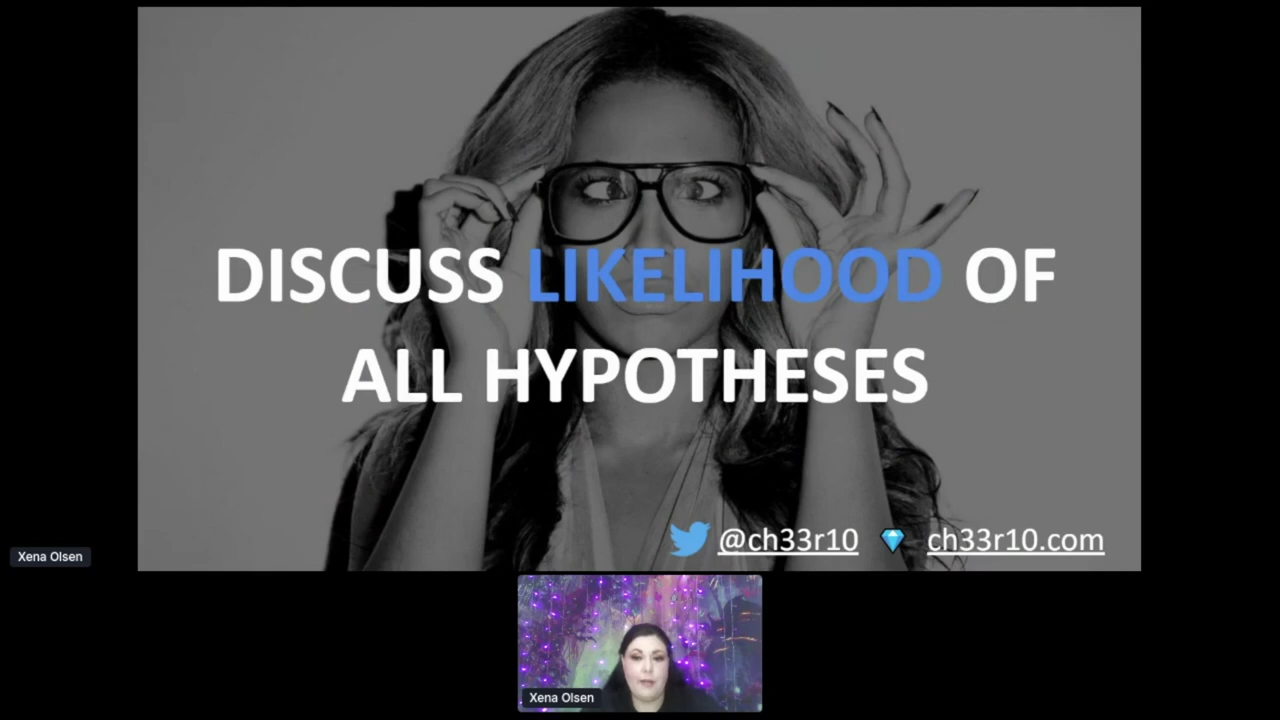 DISCUSS LIKELIHOOD OF
ALL HYPOTHESES
@ch33r10 ch33r10.com
Xena Olsen
Xena Olsen